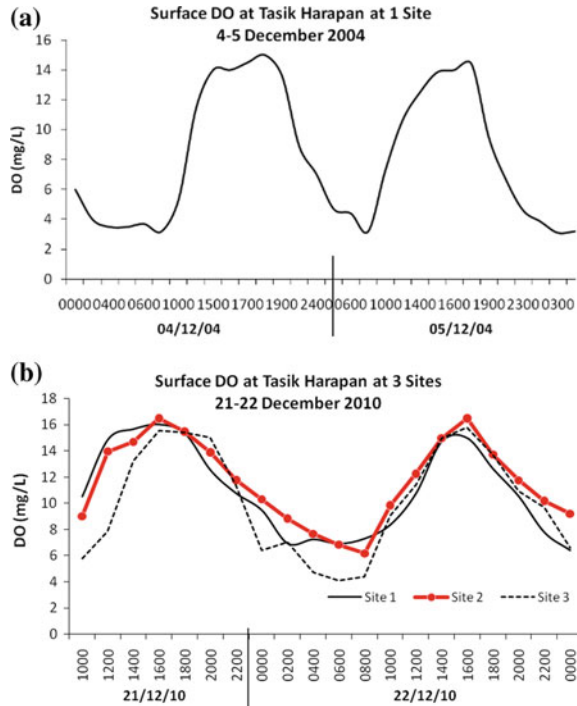 (a)
Surface DO at Tasik Harapan at 1 Site
4-5 December 2004
DO (mg/L)
16
14
12
10
8
6
4
2
0
0000 0400 0600 1000 1500 1700 1900 2400 0600 1000 1400 1600 1900 2300 0300
04/12/04 05/12/04
(b)
Surface DO at Tasik Harapan at 3 Sites
21-22 December 2010
DO (mg/L)
18
16
14
12
10
8
6
4
2
0
Site 1 Site 2 Site 3
1000 1200 1400 1600 1800 2000 2200 0000 0200 0400 0600 0800 1000 1200 1400 1600 1800 2000 2200 0000
21/12/10 22/12/10